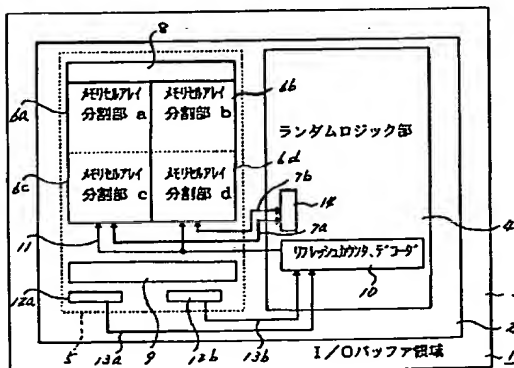 8
6a
メモリセルアレイ
分割部 a
メモリセルアレイ
分割部 b
6b
ランダムロジック部
6c
メモリセルアレイ
分割部 c
メモリセルアレイ
分割部 d
6d
7b
14
7a
4
11
リフレッシュカウンタ、デコーダ
10
12a
9
12b
5
13a
13b
2
I/Oバッファ領域
1